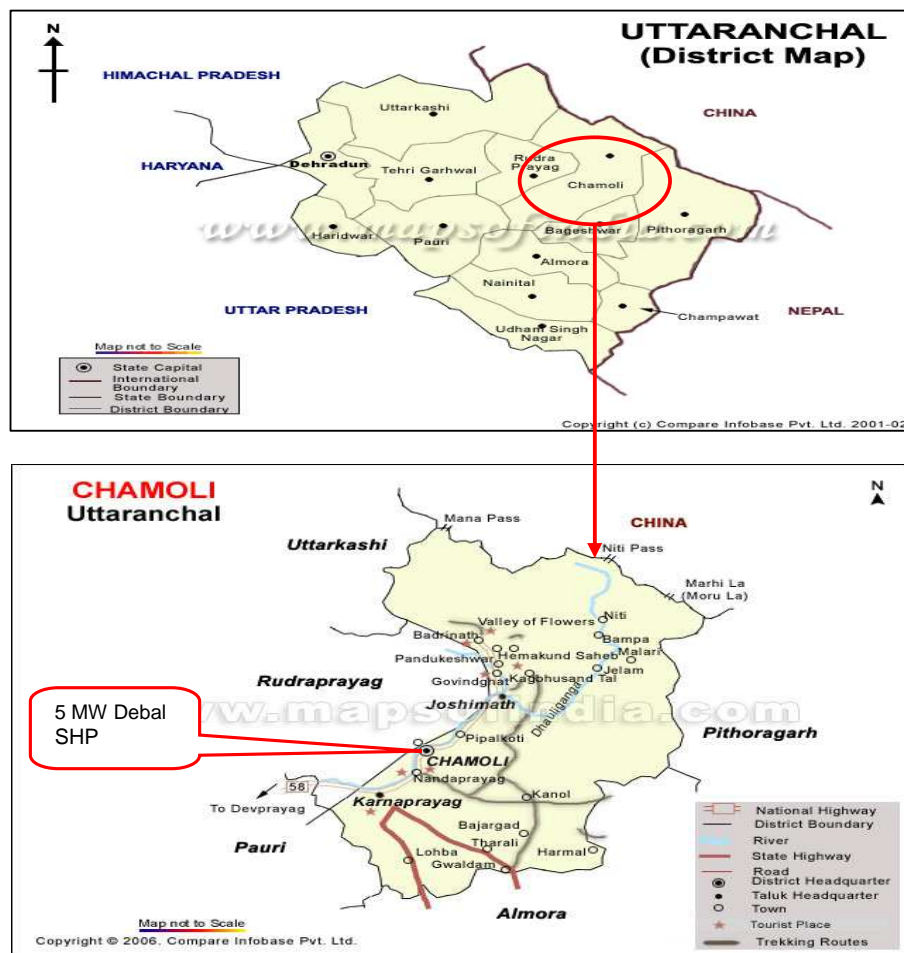 N
UTTARANCHAL
(District Map)
HIMACHAL PRADESH
CHINA
Uttarkashi
HARYANA
Dehradun
Rudra
Prayag
Tehri Garhwal
Chamoli
www.mapsofindia.com
Haridwar
Pauri
Bageshwar
Pithoragarh
Almora
Nainital
UTTAR PRADESH
NEPAL
Champawat
Udham Singh
Nagar
Map not to Scale
State Capital
International
Boundary
State Boundary
District Boundary
Copyright (c) Compare Infobase Pvt. Ltd. 2001-02
CHAMOLI
Uttaranchal
N
Mana Pass
CHINA
Uttarkashi
Niti Pass
Marhi La
(Moru La)
Valley of Flowers
Niti
Badrinath
Bampa
Hemakund Saheb
Malari
Pandukeshwar
Jelam
Govindghat
Kagbhusand Tal
Rudraprayag
Joshimath
Dhauliganga
www.mapsofindia.com
5 MW Debal
SHP
Pipalkoti
Pithoragarh
CHAMOLI
Nandaprayag
58
To Devprayag
Karnaprayag
Kanol
Bajargad
Pauri
Tharali
Harmal
Lohba
Gwaldam
Almora
National Highway
District Boundary
River
State Highway
Road
District Headquarter
Taluk Headquarter
Town
Tourist Place
Trekking Routes
Map not to Scale
Copyright © 2006. Compare Infobase Pvt. Ltd.